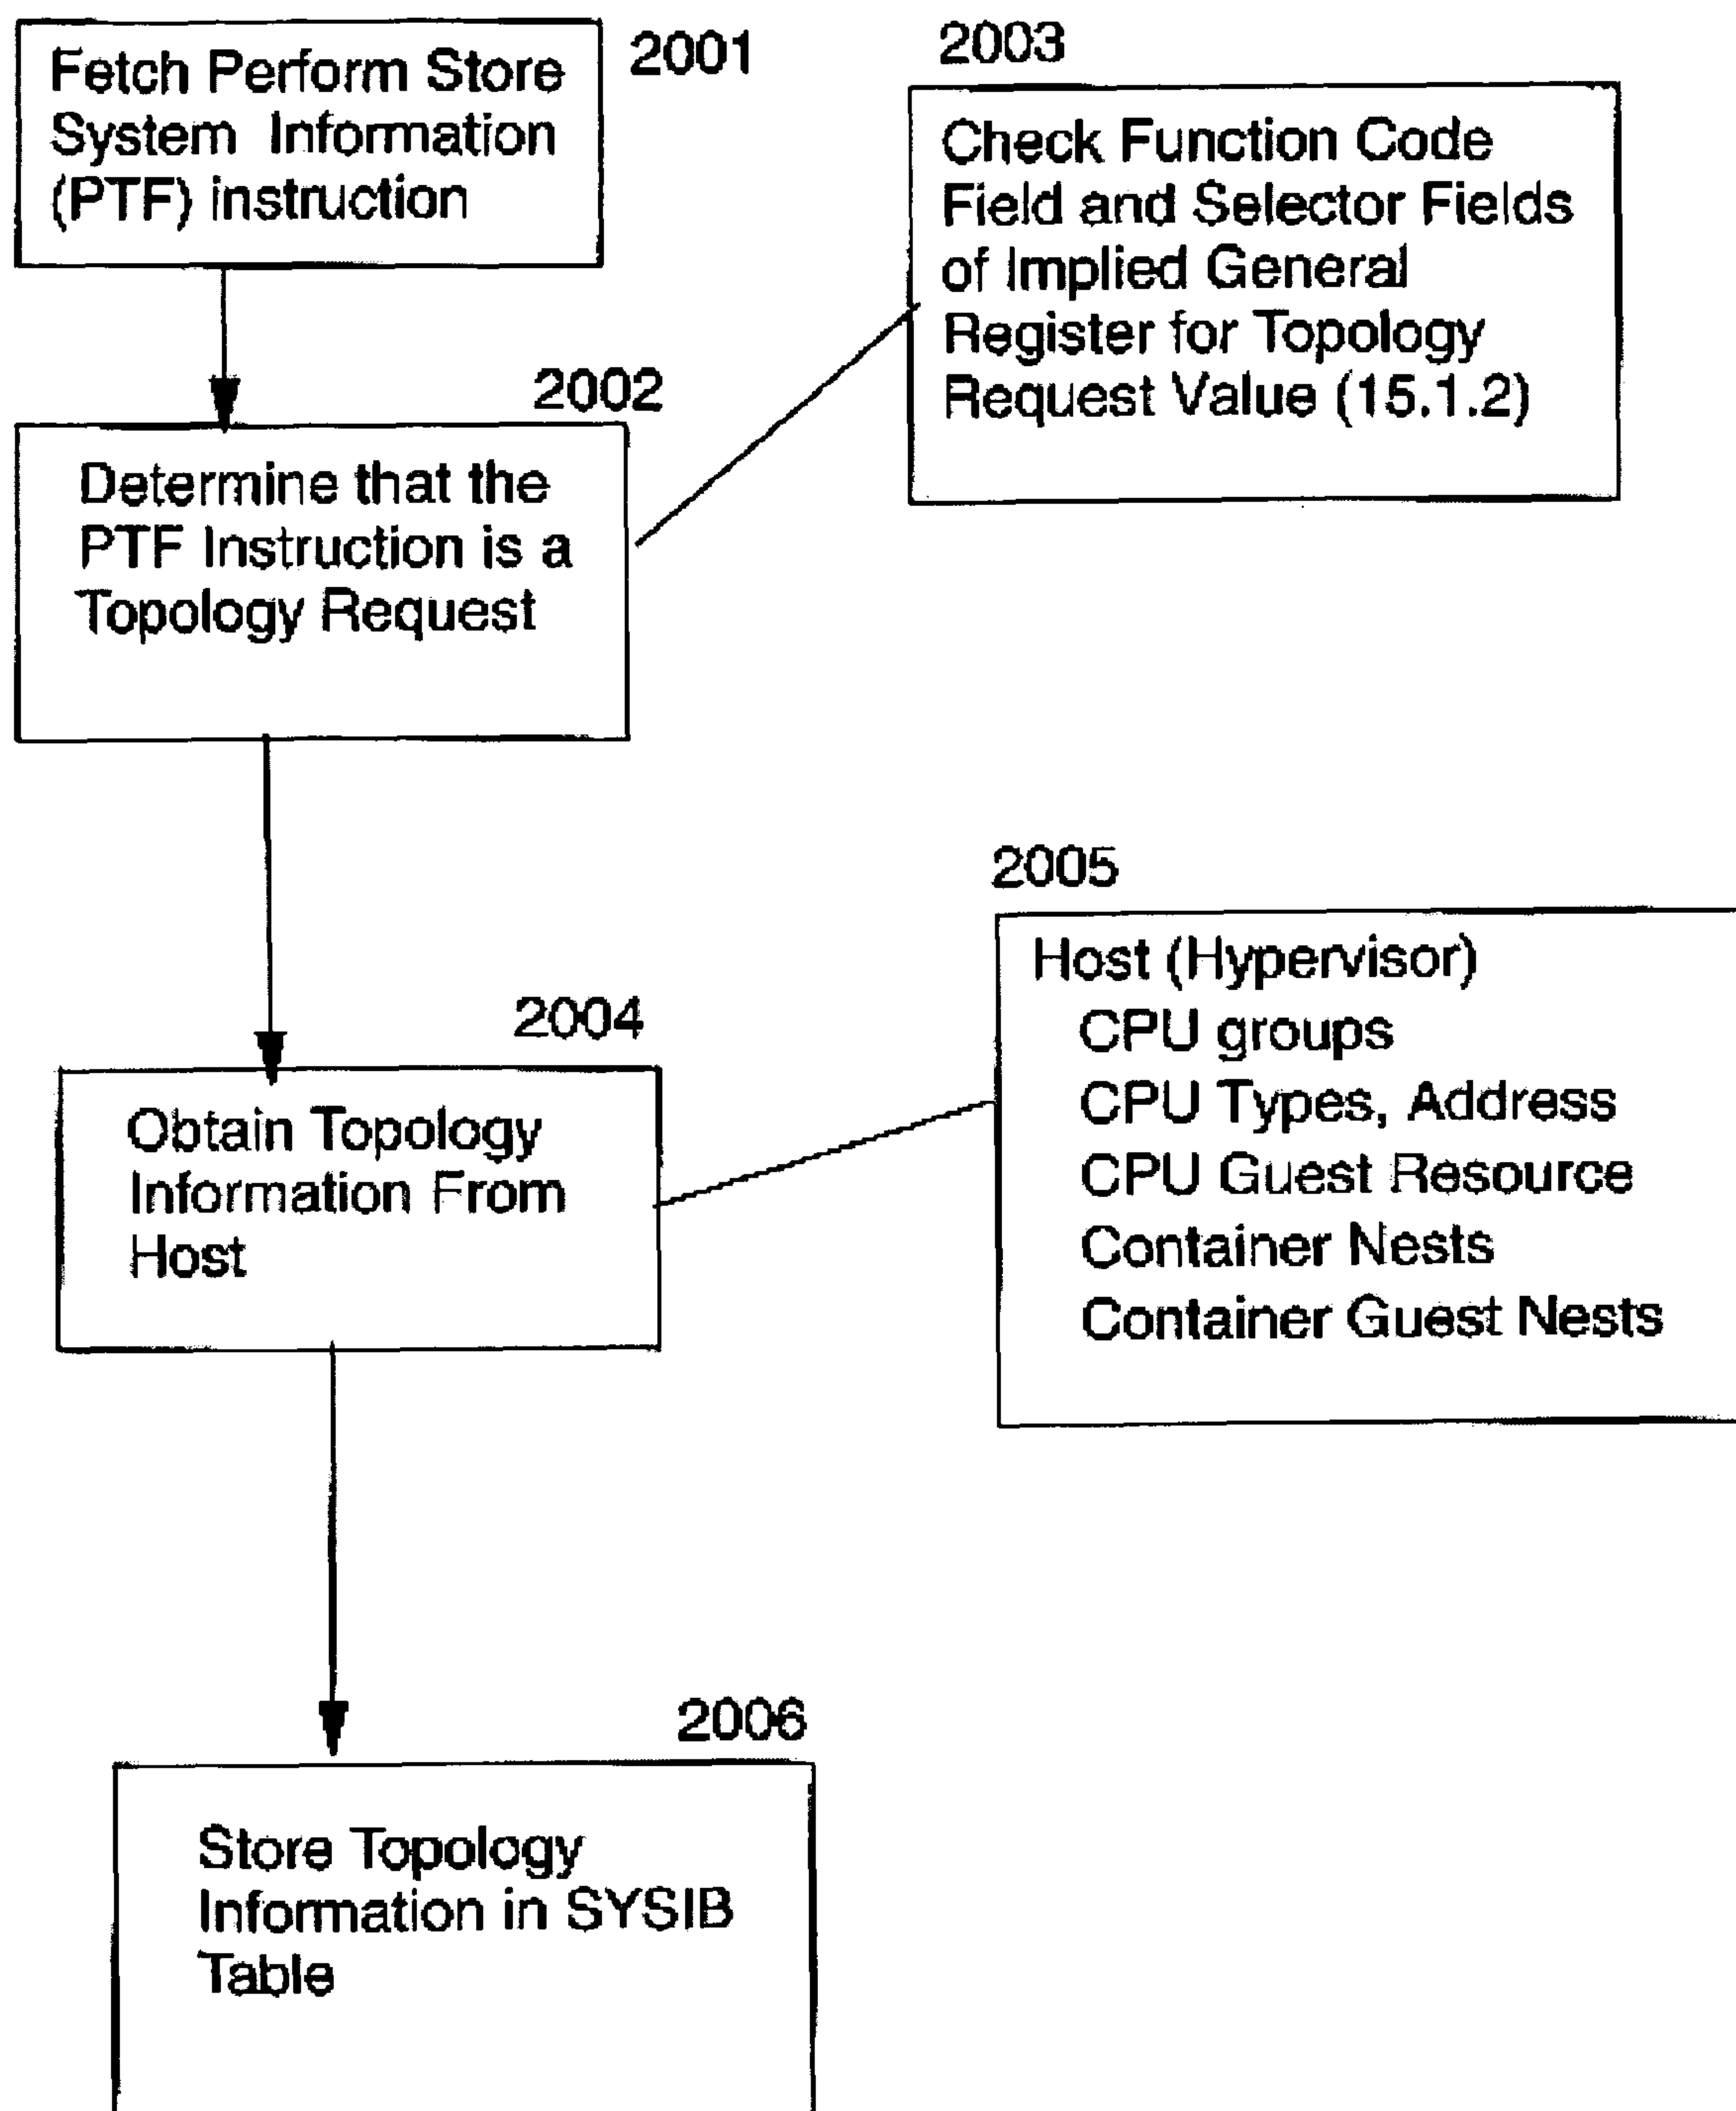 Fetch Perform Store
System Information
(PTF) instruction
2001
2003
Check Function Code
Field and Selector Fields
of Implied General
Register for Topology
Request Value (15.1.2)
2002
Determine that the
PTF Instruction is a
Topology Request
2005
Host (Hypervisor)
CPU groups
CPU Types, Address
CPU Guest Resource
Container Nests
Container Guest Nests
2004
Obtain Topology
Information From
Host
2006
Store Topology
Information in SYSIB
Table